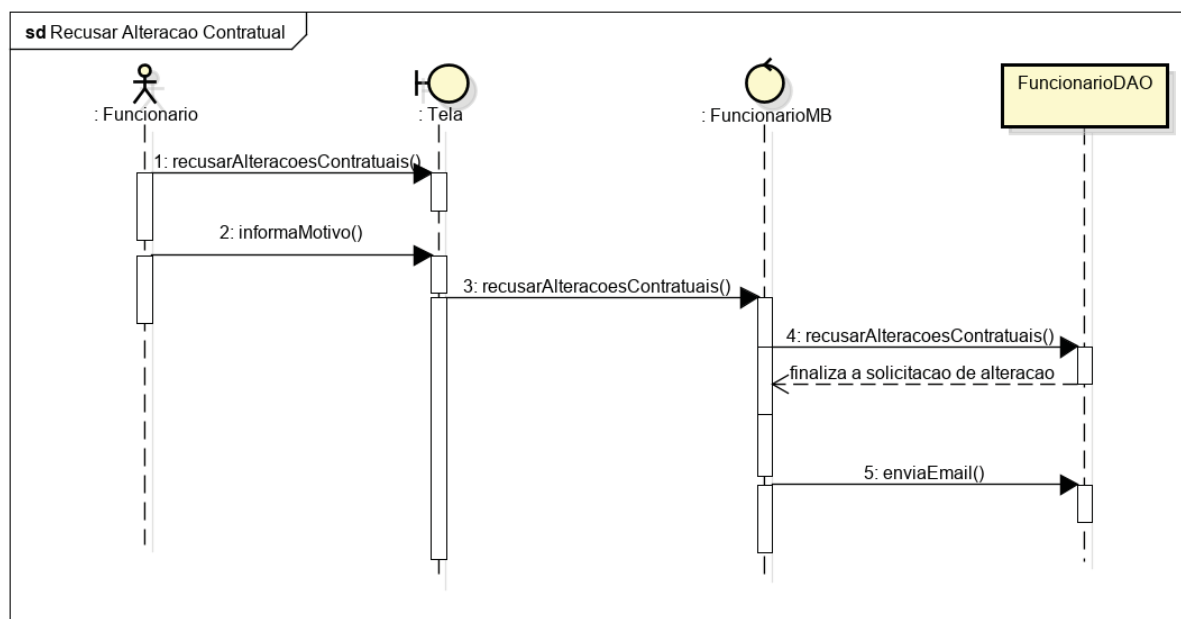 sd Recusar Alteracao Contratual
: Funcionario
: Tela
: FuncionarioMB
FuncionarioDAO
1: recusarAlteracoesContratuais()
2: informaMotivo()
3: recusarAlteracoesContratuais()
4: recusarAlteracoesContratuais()
finaliza a solicitacao de alteracao
5: enviaEmail()